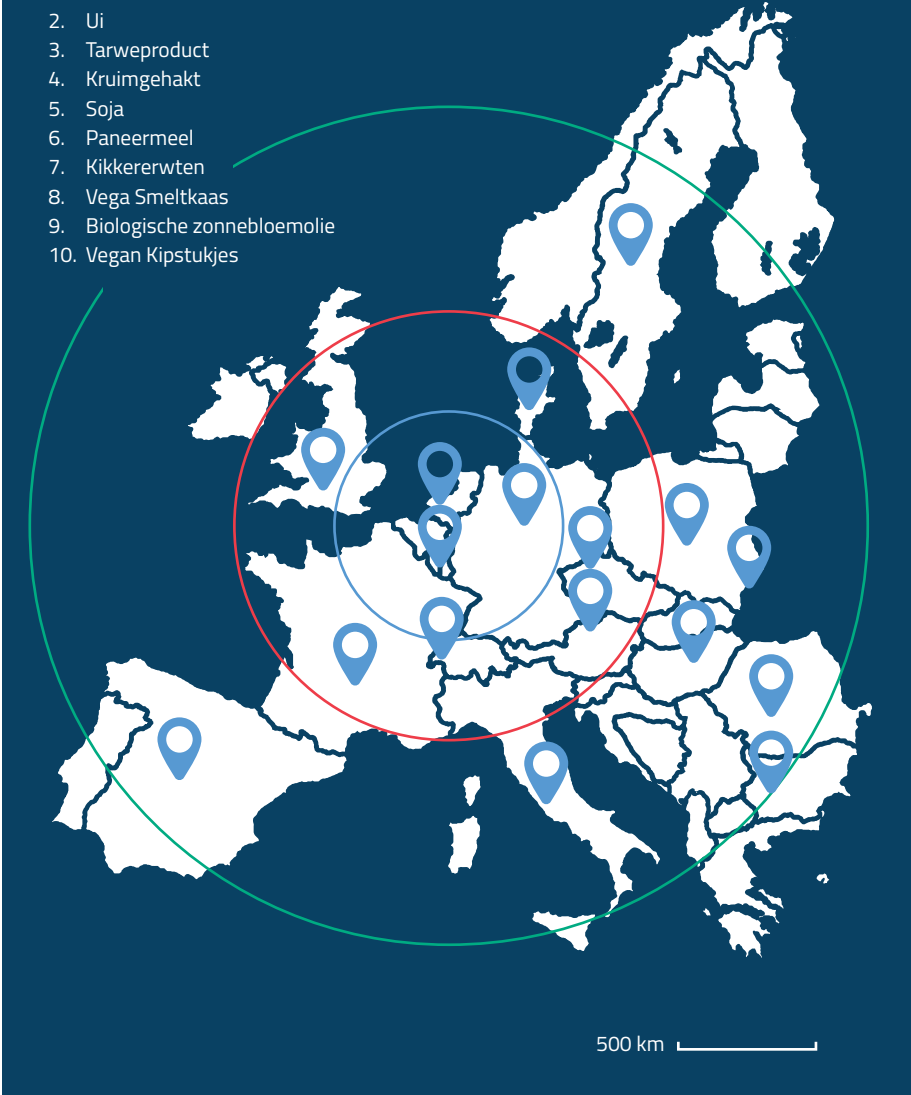 2. Ui
3. Tarweproduct
4. Kruimgehakt
5. Soja
6. Paneermeel
7. Kikkererwten
8. Vega Smeltkaas
9. Biologische zonnebloemolie
10. Vegan Kipstukjes
500 km